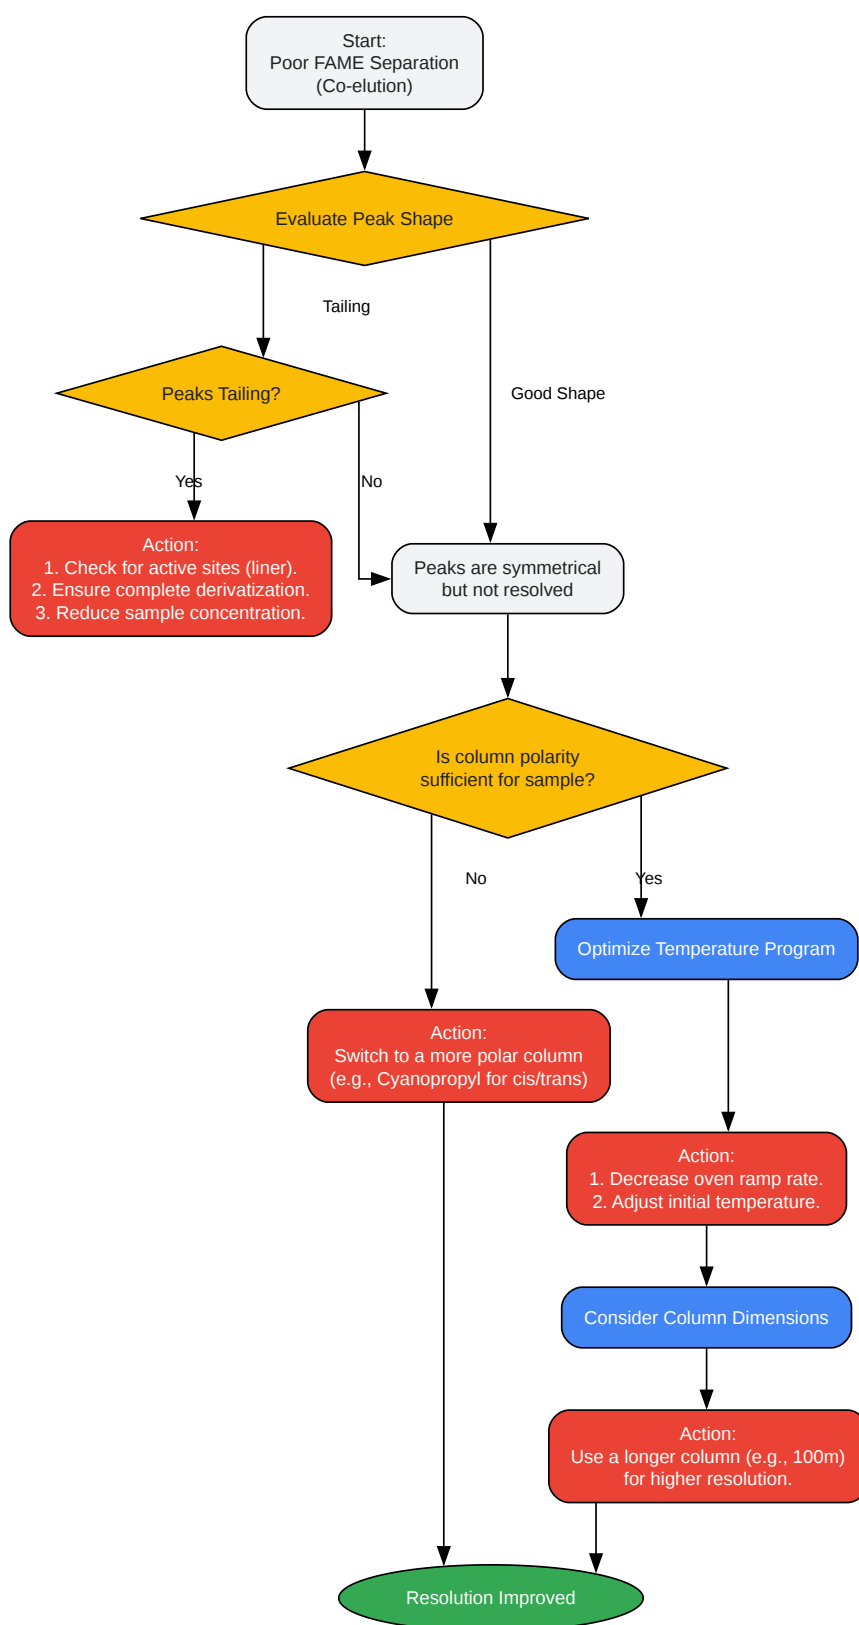 Start:
Poor FAME Separation
(Co-elution)
Evaluate Peak Shape
Tailing
Peaks Tailing?
Good Shape
Yes
No
Action:
1. Check for active sites (liner).
2. Ensure complete derivatization.
3. Reduce sample concentration.
Peaks are symmetrical
but not resolved
Is column polarity
sufficient for sample?
No
Yes
Optimize Temperature Program
Action:
Switch to a more polar column
(e.g., Cyanopropyl for cis/trans)
Action:
1. Decrease oven ramp rate.
2. Adjust initial temperature.
Consider Column Dimensions
Action:
Use a longer column (e.g., 100m)
for higher resolution.
Resolution Improved